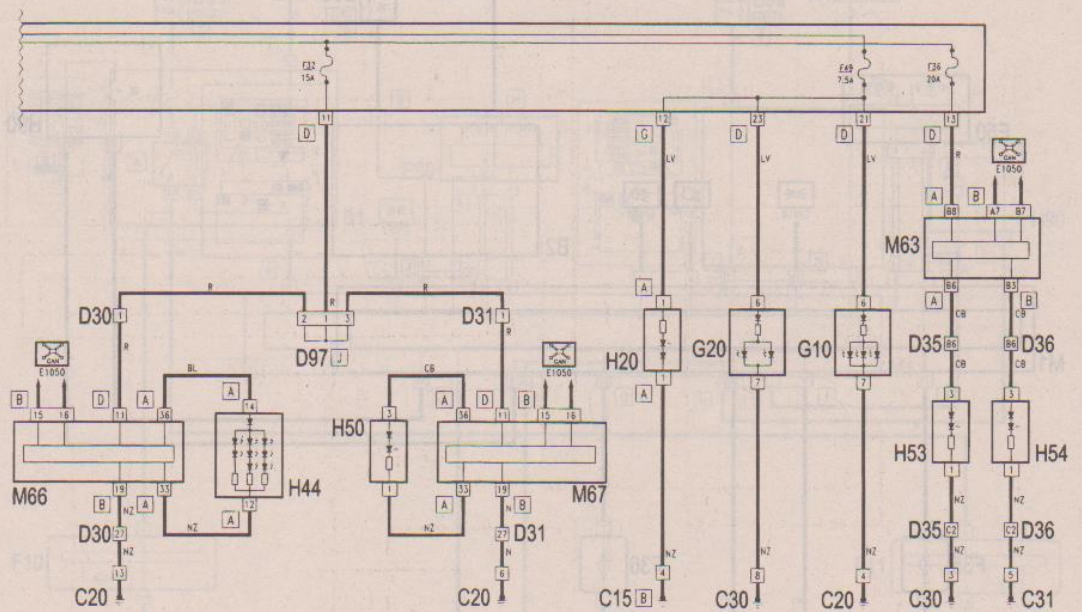 F32 F49 F36
15A 7.5A 20A
11 12 23 21 13
D G D D D
R LV LV LV R
CAN
E1050
A B
B8 A7 B7
M63
B6 B3
A B
R R
D30 1 2 3 D31 1
D97 J
R R
A 1 6 6 CB CB
D35 B6 B6 D36
H20 G20 G10
CB CB
CAN CAN
E1050 E1050
BL CG
1 7 7
A
B D A A A D B
15 16 11 36 14 3 36 11 15 16
3 3
H50
H53 H54
M66 H44 M67
19 33 12 1 33 19
1 1
B A A A B
NZ NZ NZ N
NZ NZ
D30 27 27 D31
D35 C2 C2 D36
NZ N NZ NZ NZ NZ NZ
13 6 4 8 4 3 5
C20 C20 C15 B C30 C20 C30 C31